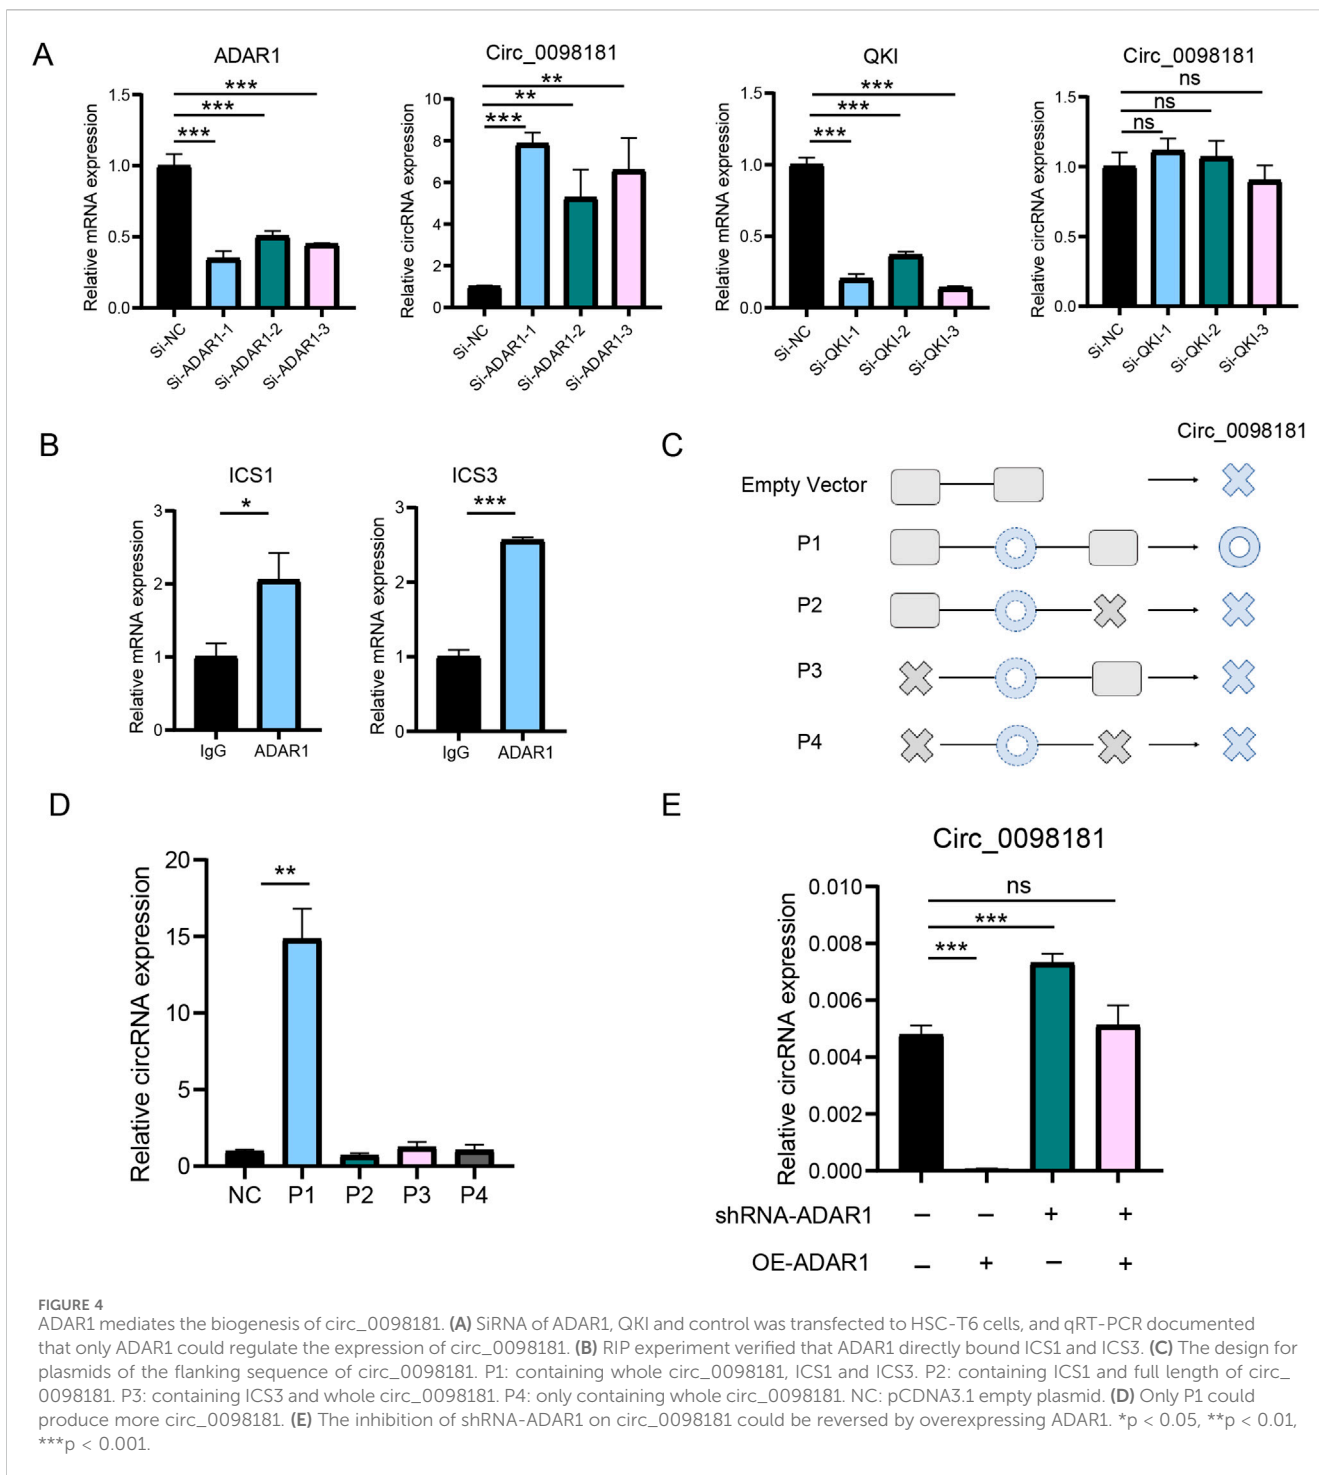 A
ADAR1
Relative mRNA expression
1.5
1.0
0.5
0.0
***
***
***
Si-NC
Si-ADAR1-1
Si-ADAR1-2
Si-ADAR1-3
Circ_0098181
Relative circRNA expression
10
8
6
4
2
0
**
**
***
Si-NC
Si-ADAR1-1
Si-ADAR1-2
Si-ADAR1-3
QKI
Relative mRNA expression
1.5
1.0
0.5
0.0
***
***
***
Si-NC
Si-QKI-1
Si-QKI-2
Si-QKI-3
Circ_0098181
Relative circRNA expression
1.5
1.0
0.5
0.0
ns
ns
ns
Si-NC
Si-QKI-1
Si-QKI-2
Si-QKI-3
B
ICS1
Relative mRNA expression
3
2
1
0
*
IgG
ADAR1
ICS3
Relative mRNA expression
3
2
1
0
***
IgG
ADAR1
C
Circ_0098181
Empty Vector
P1
P2
P3
P4
D
Relative circRNA expression
20
15
10
5
0
**
NC
P1
P2
P3
P4
E
Circ_0098181
Relative circRNA expression
0.010
0.008
0.006
0.004
0.002
0.000
ns
***
***
shRNA-ADAR1 – – + +
OE-ADAR1 – + – +
FIGURE 4
ADAR1 mediates the biogenesis of circ_0098181. (A) SiRNA of ADAR1, QKI and control was transfected to HSC-T6 cells, and qRT-PCR documented
that only ADAR1 could regulate the expression of circ_0098181. (B) RIP experiment verified that ADAR1 directly bound ICS1 and ICS3. (C) The design for
plasmids of the flanking sequence of circ_0098181. P1: containing whole circ_0098181, ICS1 and ICS3. P2: containing ICS1 and full length of circ_
0098181. P3: containing ICS3 and whole circ_0098181. P4: only containing whole circ_0098181. NC: pCDNA3.1 empty plasmid. (D) Only P1 could
produce more circ_0098181. (E) The inhibition of shRNA-ADAR1 on circ_0098181 could be reversed by overexpressing ADAR1. *p < 0.05, **p < 0.01,
***p < 0.001.